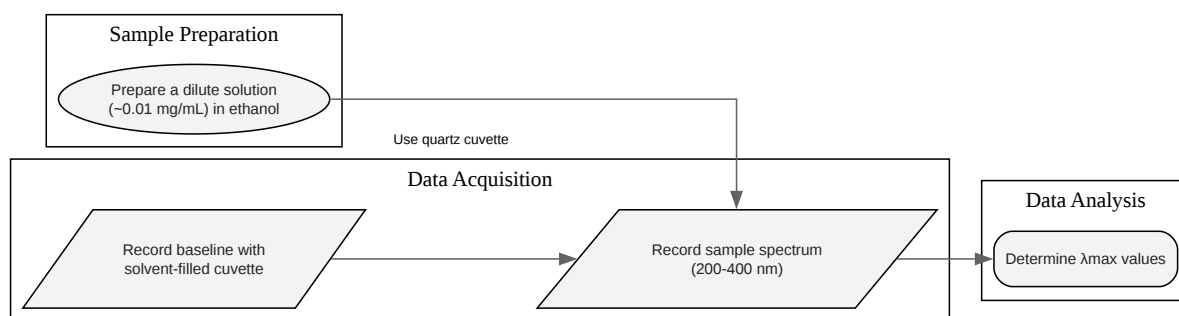 Sample Preparation
Prepare a dilute solution
(~0.01 mg/mL) in ethanol
Use quartz cuvette
Data Acquisition
Record baseline with
solvent-filled cuvette
Record sample spectrum
(200-400 nm)
Data Analysis
Determine λmax values